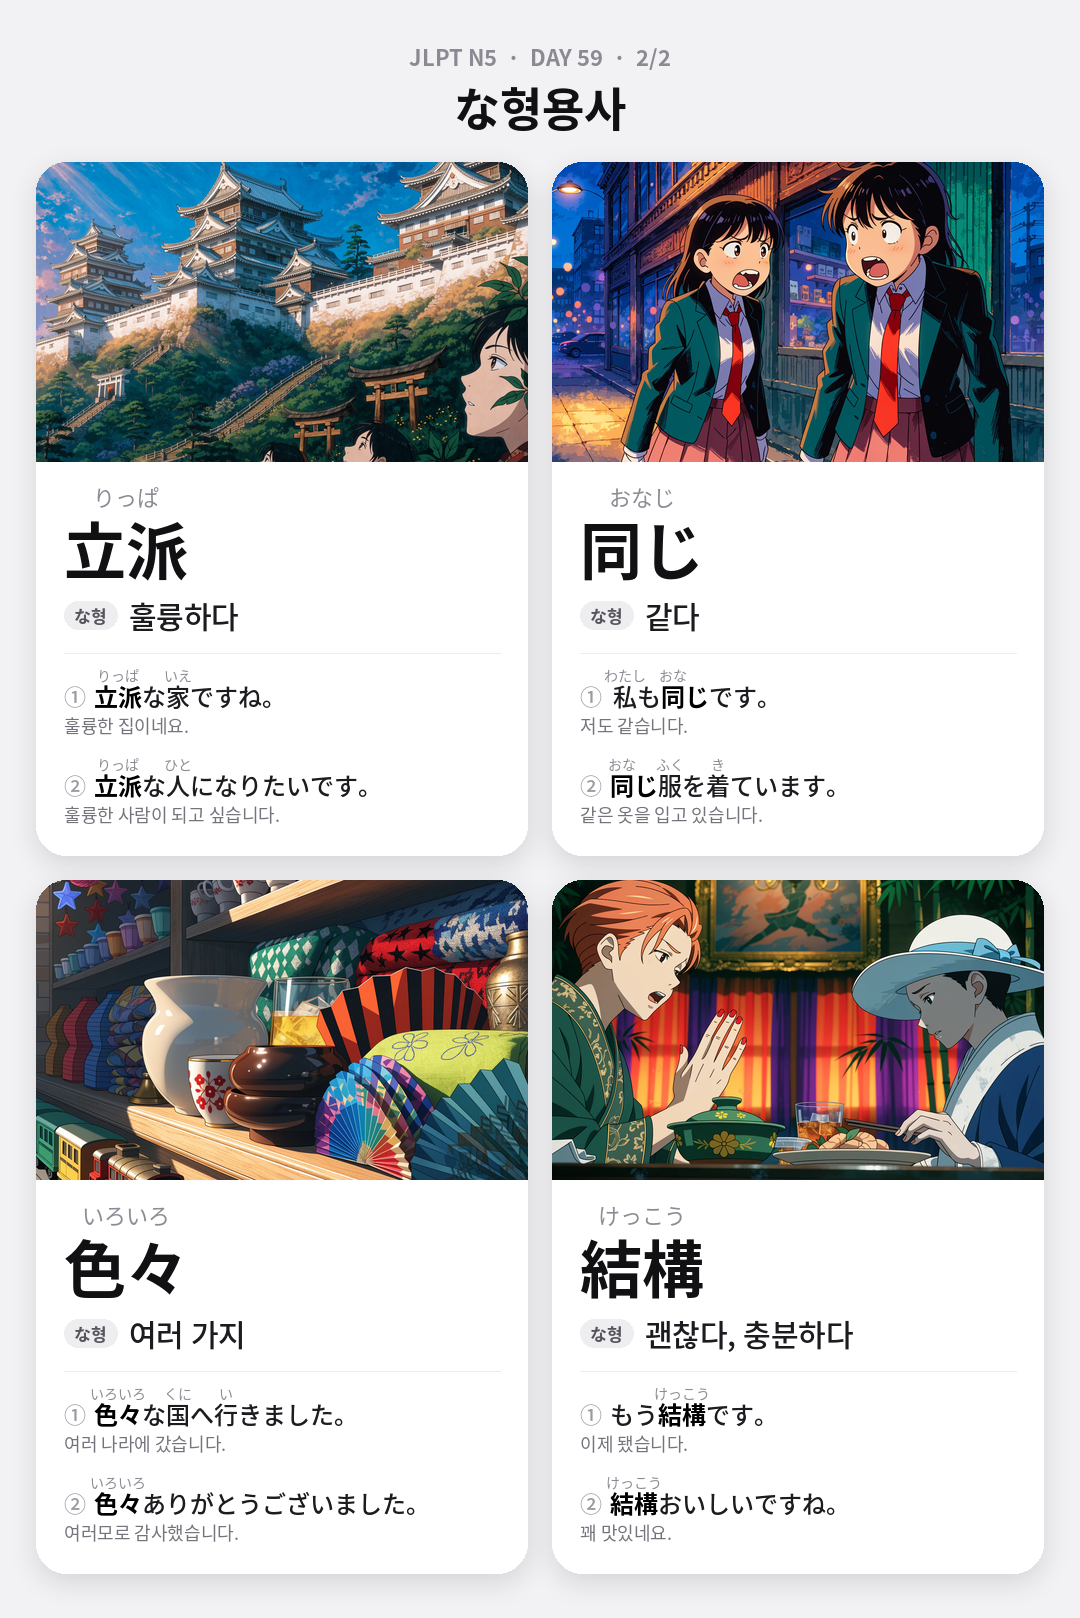 JLPT N5 · DAY 59 · 2/2
な형용사
りっぱ
立派
な형 훌륭하다
りっぱ いえ
① 立派な家ですね。
훌륭한 집이네요.
りっぱ ひと
② 立派な人になりたいです。
훌륭한 사람이 되고 싶습니다.
おなじ
同じ
な형 같다
わたし おな
① 私も同じです。
저도 같습니다.
おな ふく き
② 同じ服を着ています。
같은 옷을 입고 있습니다.
いろいろ
色々
な형 여러 가지
いろいろ くに い
① 色々な国へ行きました。
여러 나라에 갔습니다.
いろいろ
② 色々ありがとうございました。
여러모로 감사했습니다.
けっこう
結構
な형 괜찮다, 충분하다
けっこう
① もう結構です。
이제 됐습니다.
けっこう
② 結構おいしいですね。
꽤 맛있네요.